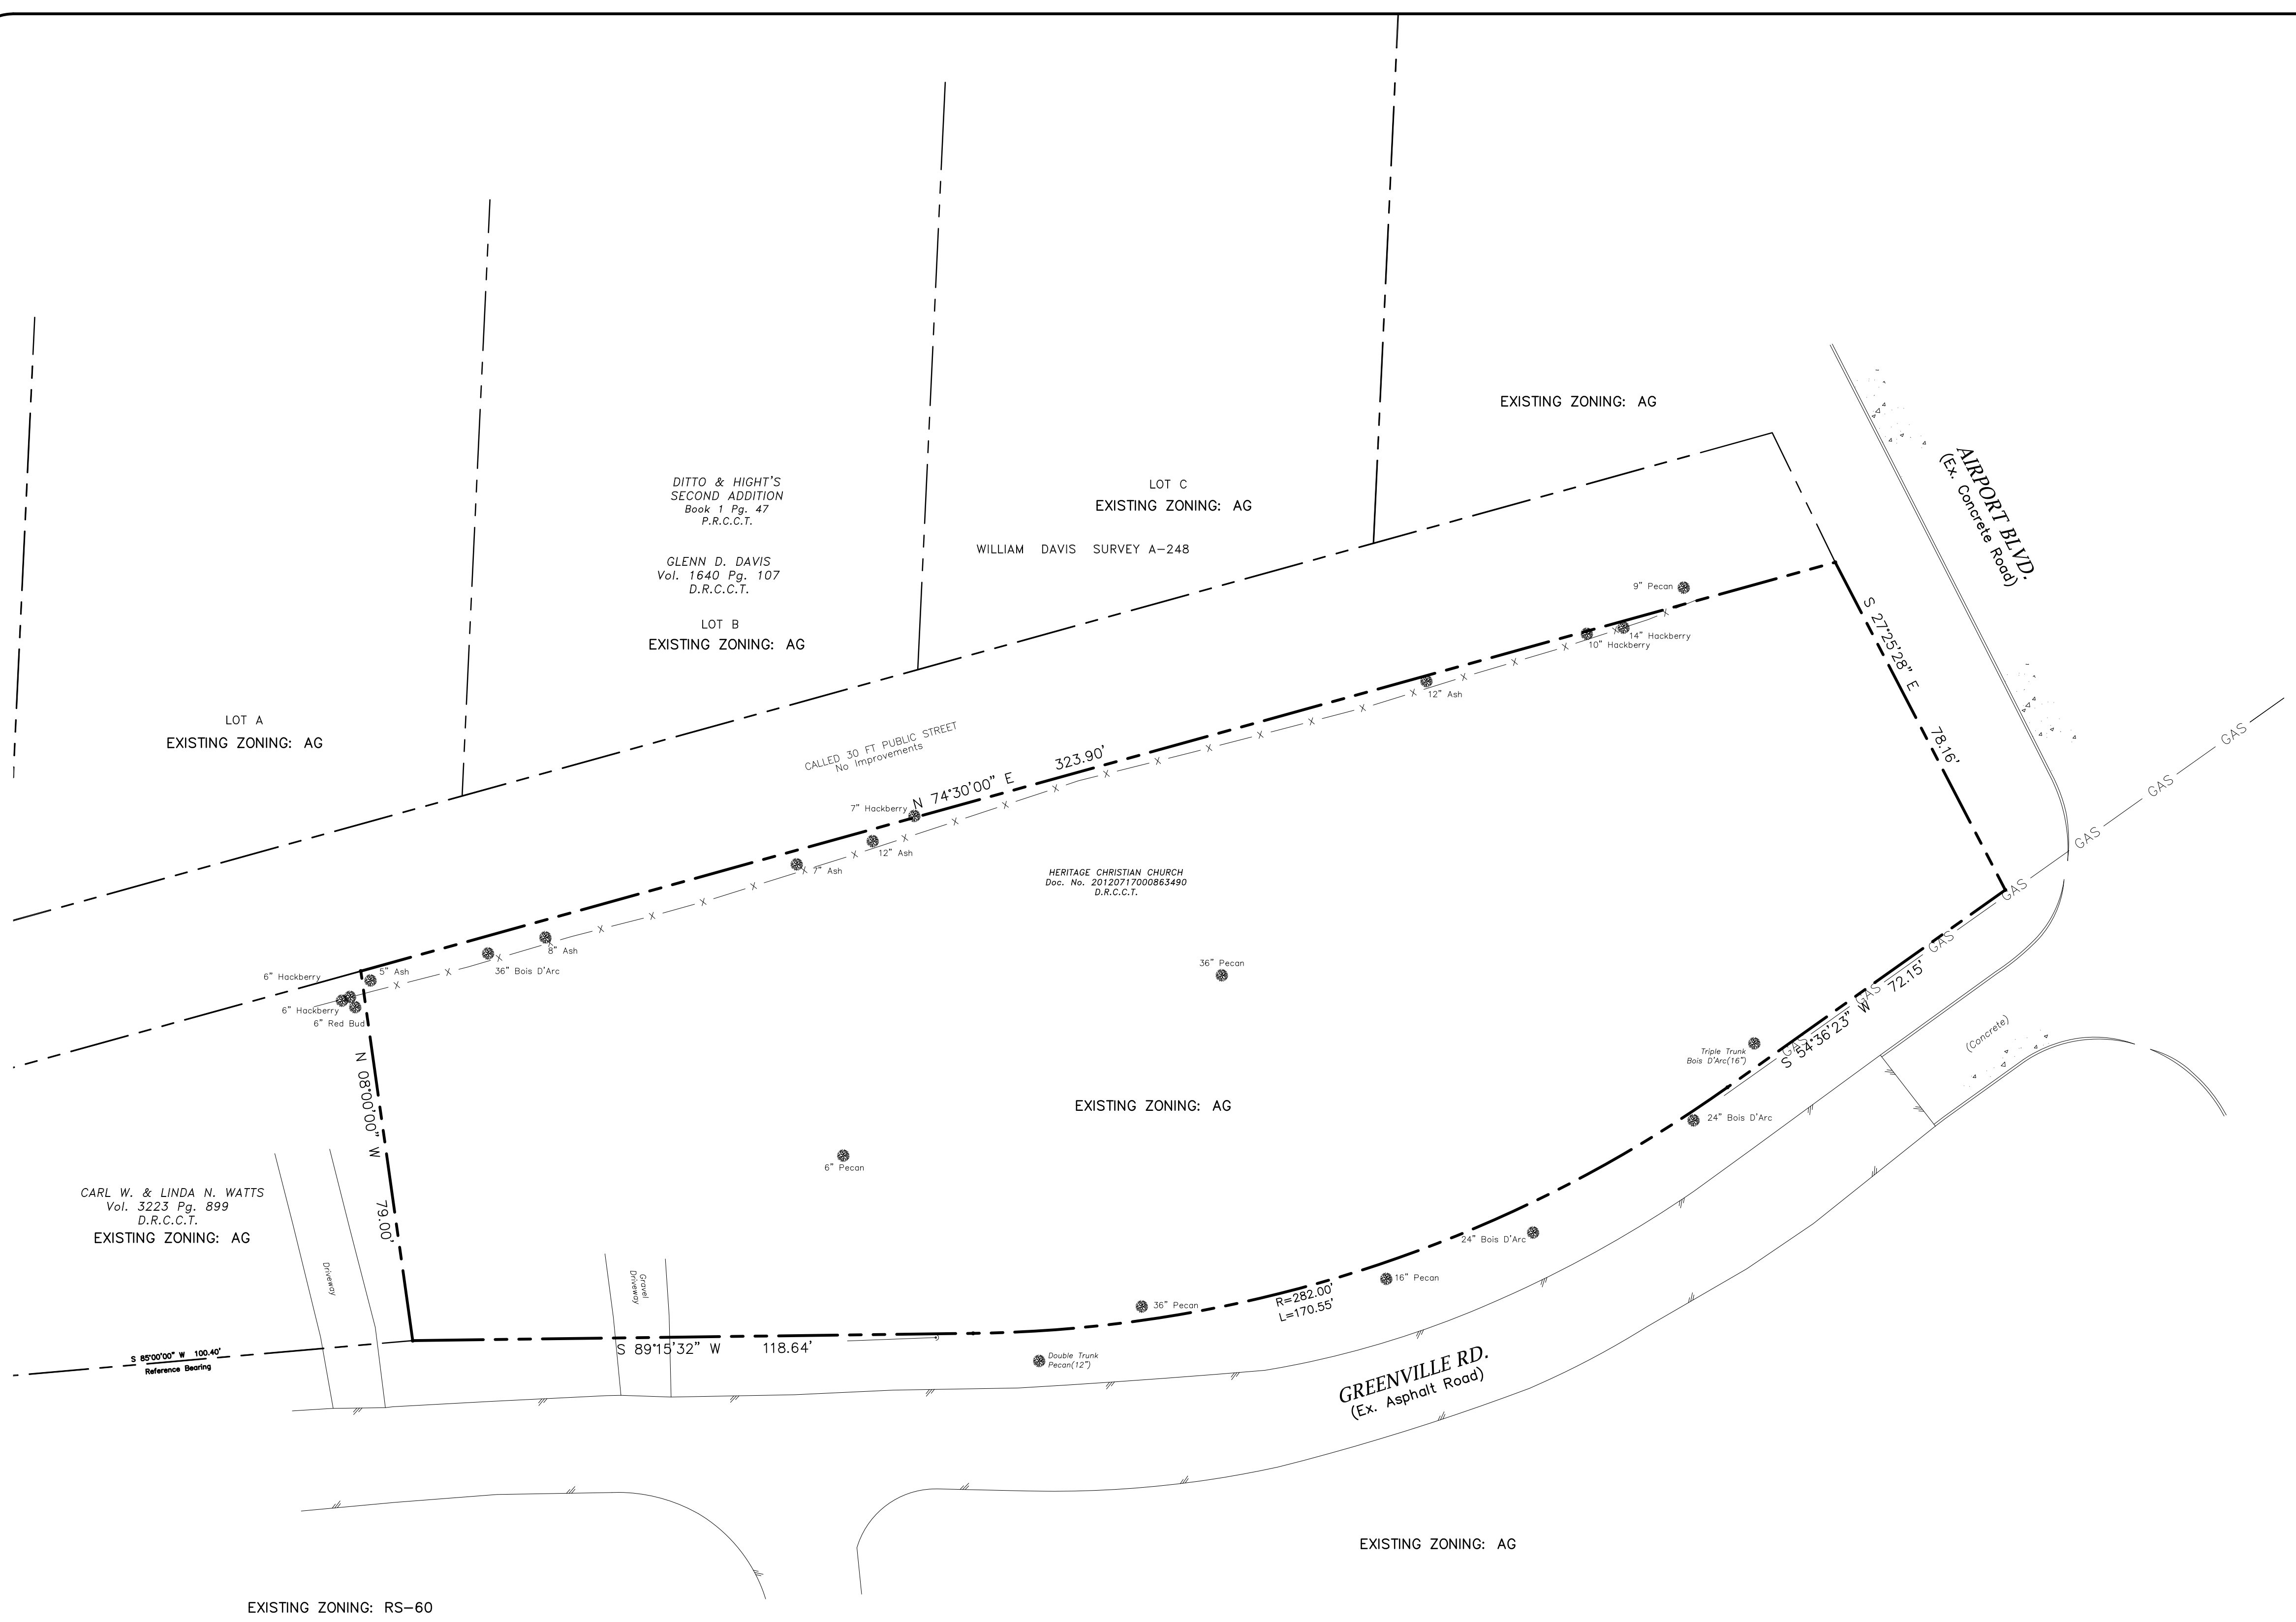 EXISTING ZONING: AG
AIRPORT BLVD.
(Ex. Concrete Road)
DITTO & HIGHT'S
SECOND ADDITION
Book 1 Pg. 47
P.R.C.C.T.
LOT C
EXISTING ZONING: AG
WILLIAM DAVIS SURVEY A-248
GLENN D. DAVIS
Vol. 1640 Pg. 107
D.R.C.C.T.
LOT B
EXISTING ZONING: AG
9" Pecan
14" Hackberry
10" Hackberry
S 27°25'28" E
78.16'
12" Ash
LOT A
EXISTING ZONING: AG
CALLED 30 FT PUBLIC STREET
No Improvements
N 74°30'00" E 323.90'
7" Hackberry
12" Ash
7" Ash
GAS
GAS
GAS
GAS
GAS
GAS
GAS
HERITAGE CHRISTIAN CHURCH
Doc. No. 20120717000863490
D.R.C.C.T.
8" Ash
36" Bois D'Arc
5" Ash
6" Hackberry
6" Hackberry
6" Red Bud
36" Pecan
S 54°36'23" W 72.15'
(Concrete)
Triple Trunk
Bois D'Arc(16")
24" Bois D'Arc
N 08°00'00" W
79.00'
EXISTING ZONING: AG
6" Pecan
CARL W. & LINDA N. WATTS
Vol. 3223 Pg. 899
D.R.C.C.T.
EXISTING ZONING: AG
Driveway
Gravel
Driveway
24" Bois D'Arc
16" Pecan
36" Pecan
R=282.00'
L=170.55'
S 89°15'32" W 118.64'
S 85°00'00" W 100.40'
Reference Bearing
Double Trunk
Pecan(12")
GREENVILLE RD.
(Ex. Asphalt Road)
EXISTING ZONING: AG
EXISTING ZONING: RS-60